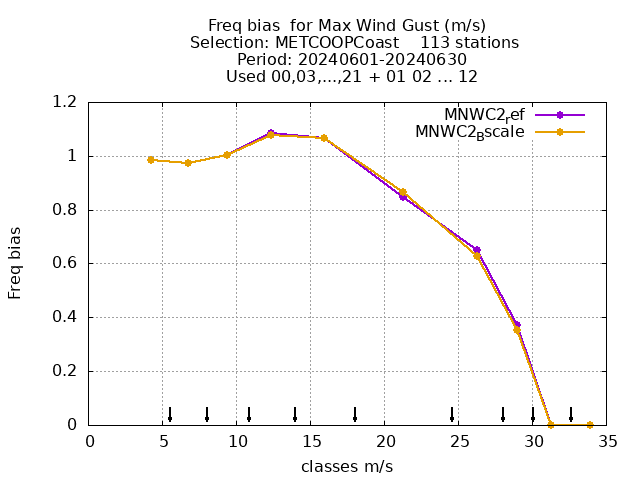 Freq bias  for Max Wind Gust (m/s)
Selection: METCOOPCoast    113 stations
Period: 20240601-20240630
Used 00,03,...,21 + 01 02 ... 12
MNWC2ref
MNWC2Bscale
1.2
1
0.8
0.6
0.4
0.2
0
Freq bias
0 5 10 15 20 25 30 35
classes m/s